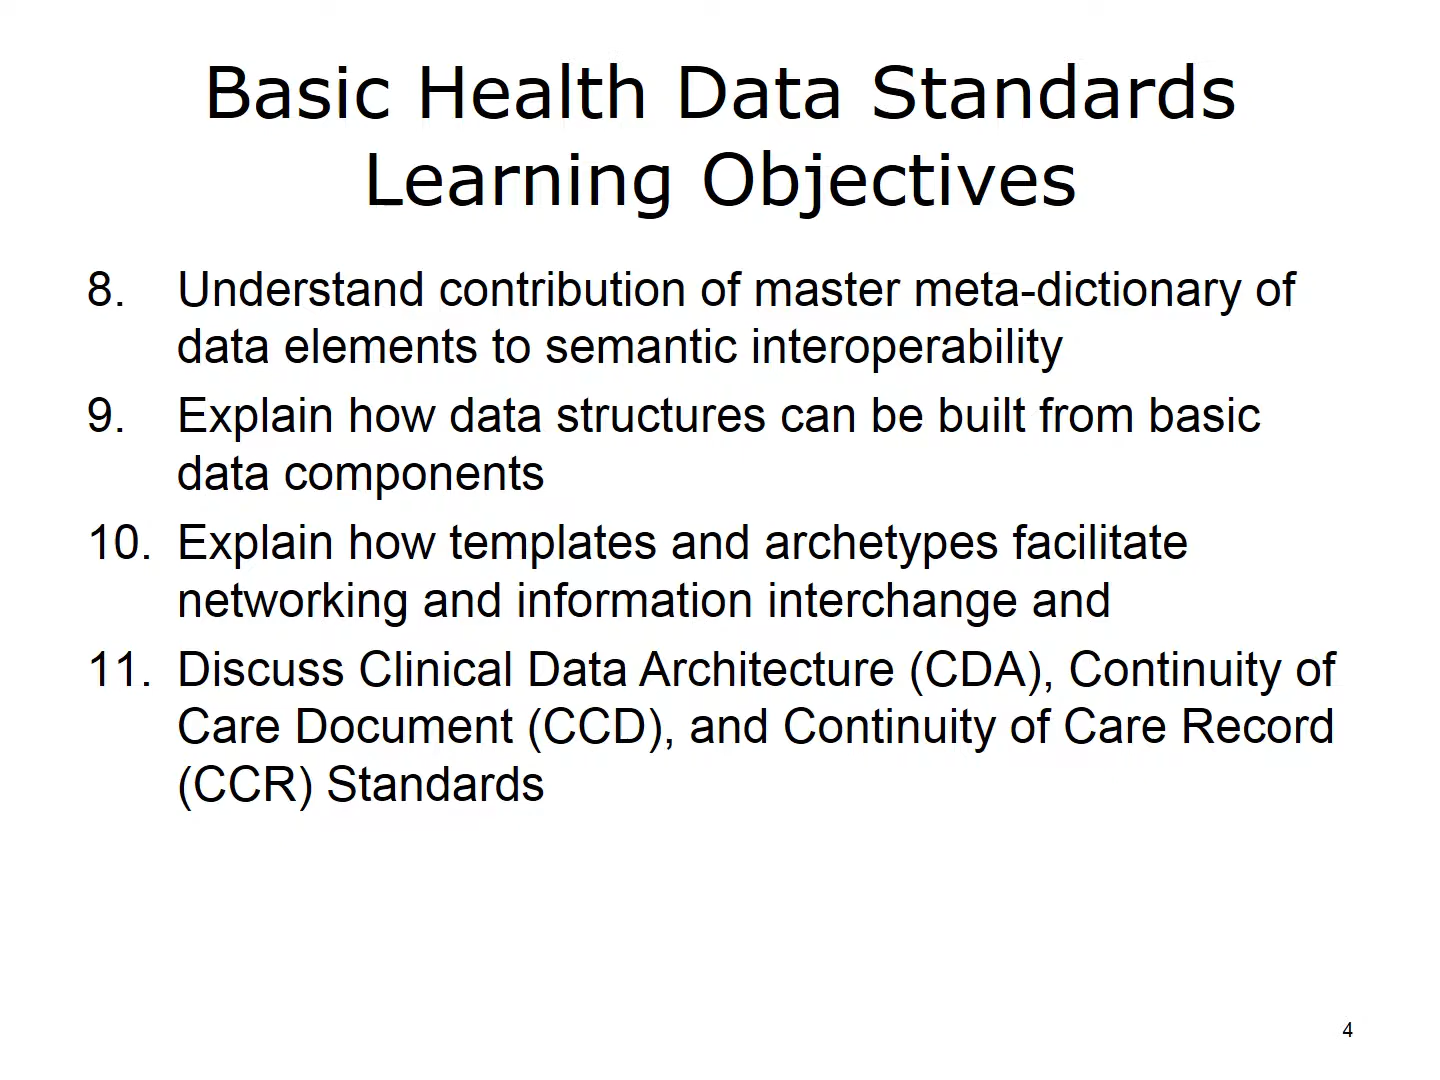 Basic Health Data Standards
Learning Objectives
8. Understand contribution of master meta-dictionary of
data elements to semantic interoperability
9. Explain how data structures can be built from basic
data components
10. Explain how templates and archetypes facilitate
networking and information interchange and
11. Discuss Clinical Data Architecture (CDA), Continuity of
Care Document (CCD), and Continuity of Care Record
(CCR) Standards
4